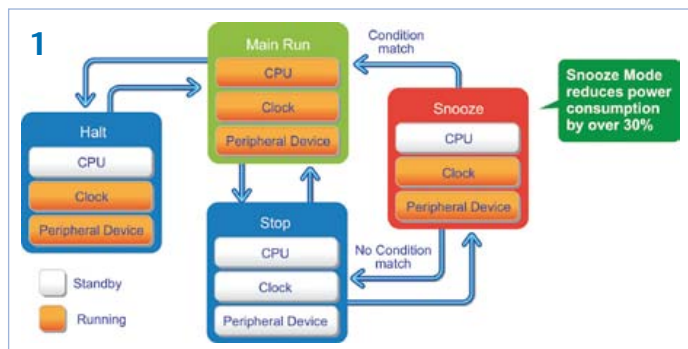 1
Main Run
CPU
Clock
Peripheral Device
Condition
match
Snooze
CPU
Clock
Peripheral Device
Snooze Mode
reduces power
consumption
by over 30%
Halt
CPU
Clock
Peripheral Device
Stop
CPU
Clock
Peripheral Device
No Condition
match
Standby
Running